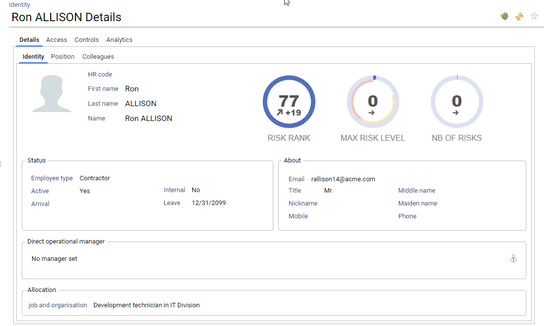 Identity
Ron ALLISON Details
Details Access Controls Analytics
Identity Position Colleagues
HR code
First name Ron
Last name ALLISON
Name Ron ALLISON
77
+19
RISK RANK
0
MAX RISK LEVEL
0
NB OF RISKS
Status
Employee type Contractor
Active Yes Internal No
Arrival Leave 12/31/2099
About
Email rallison14@acme.com
Title Mr Middle name
Nickname Maiden name
Mobile Phone
Direct operational manager
No manager set
Allocation
job and organisation Development technician in IT Division